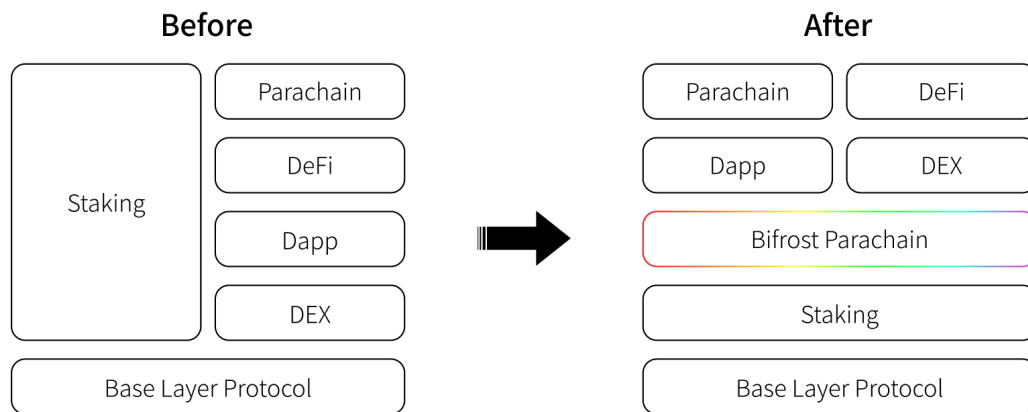 Before
Staking
Parachain
DeFi
Dapp
DEX
Base Layer Protocol
After
Parachain
DeFi
Dapp
DEX
Bifrost Parachain
Staking
Base Layer Protocol